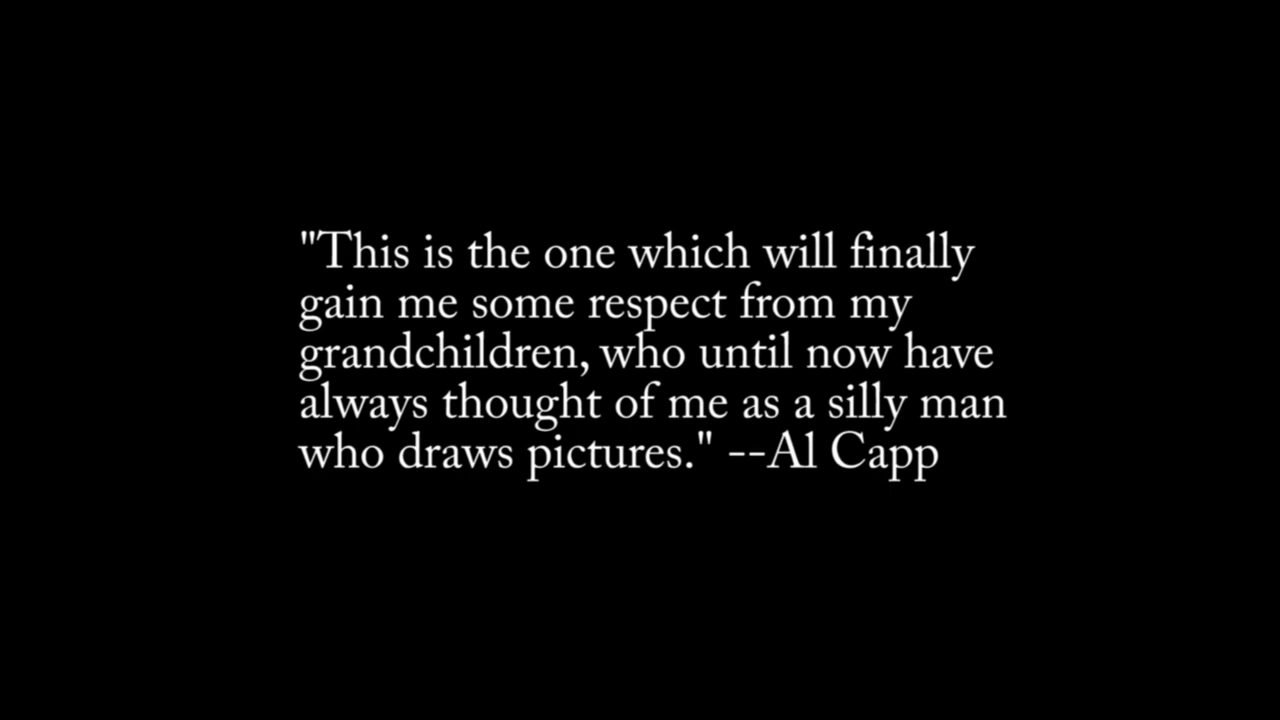 "This is the one which will finally
gain me some respect from my
grandchildren, who until now have
always thought of me as a silly man
who draws pictures." --Al Capp